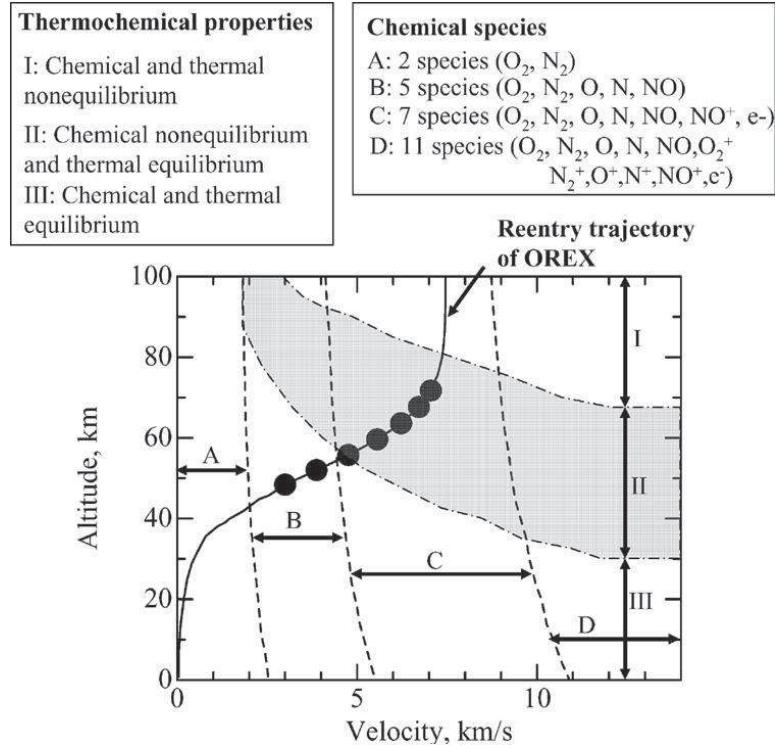 Thermochemical properties
I: Chemical and thermal
nonequilibrium
II: Chemical nonequilibrium
and thermal equilibrium
III: Chemical and thermal
equilibrium
Chemical species
A: 2 species (O₂, N₂)
B: 5 species (O₂, N₂, O, N, NO)
C: 7 species (O₂, N₂, O, N, NO, NO⁺, e-)
D: 11 species (O₂, N₂, O, N, NO,O₂⁺
N₂⁺,O⁺,N⁺,NO⁺,e⁻)
Reentry trajectory
of OREX
100
80
60
40
20
0
Altitude, km
I
A
II
B
C
III
D
0
5
10
Velocity, km/s